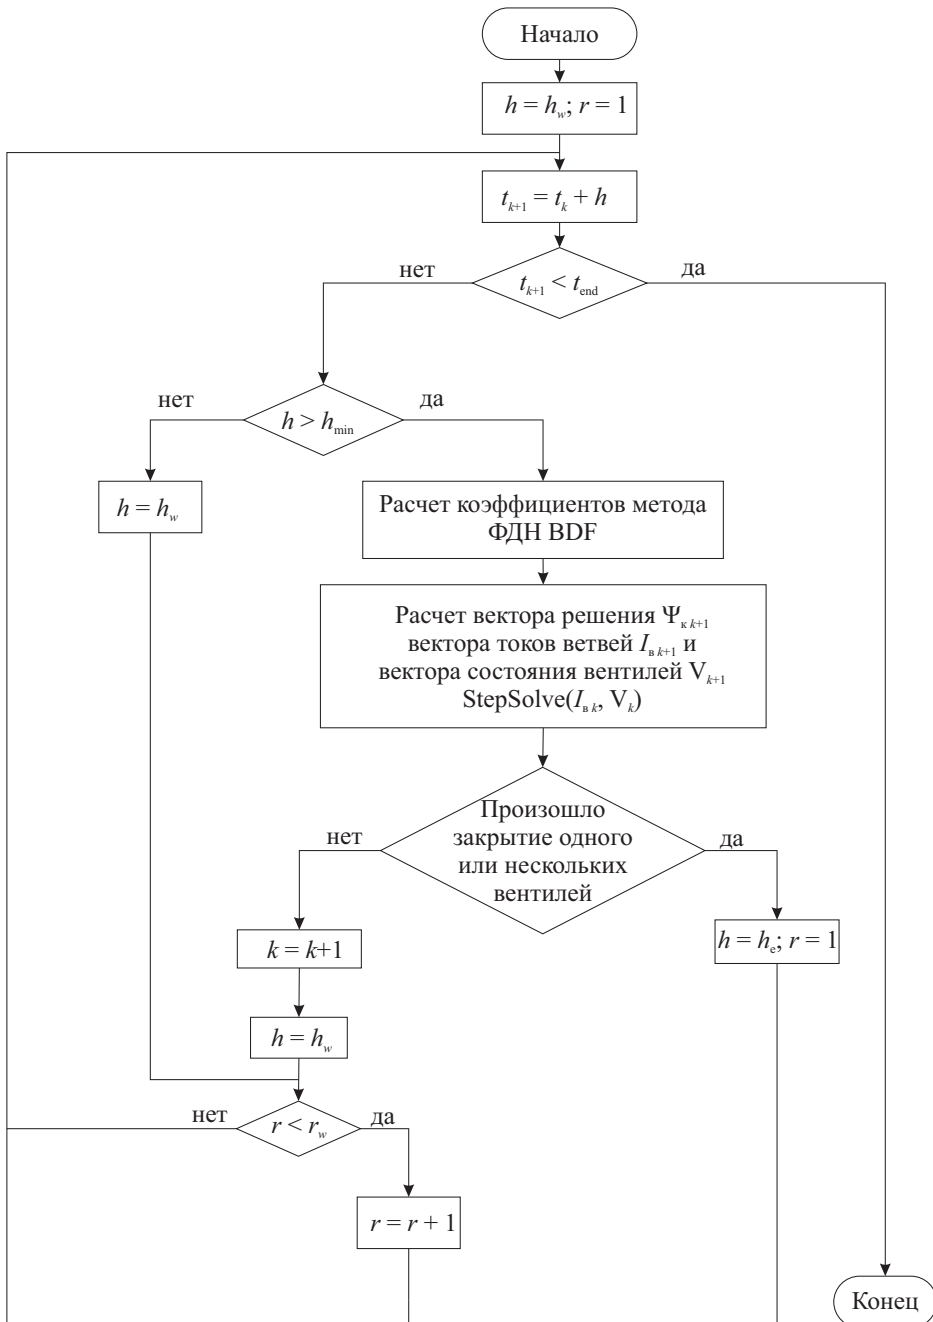 Начало
h = h_w; r = 1
t_{k+1} = t_k + h
нет
да
t_{k+1} < t_end
нет
да
h > h_min
h = h_w
Расчет коэффициентов метода
ФДН BDF
Расчет вектора решения Ψ_{к k+1}
вектора токов ветвей I_{в k+1} и
вектора состояния вентилей V_{k+1}
StepSolve(I_{в k}, V_k)
Произошло
закрытие одного
или нескольких
вентилей
нет
да
k = k+1
h = h_e; r = 1
h = h_w
нет
да
r < r_w
r = r + 1
Конец